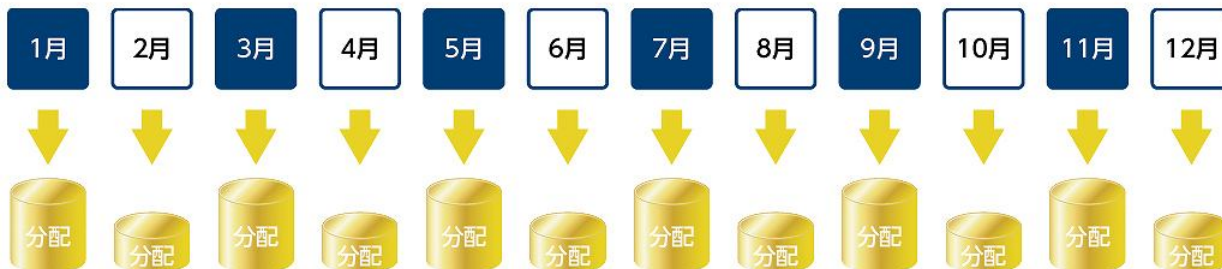 1月 2月 3月 4月 5月 6月 7月 8月 9月 10月 11月 12月
分配 分配 分配 分配 分配 分配 分配 分配 分配 分配 分配 分配